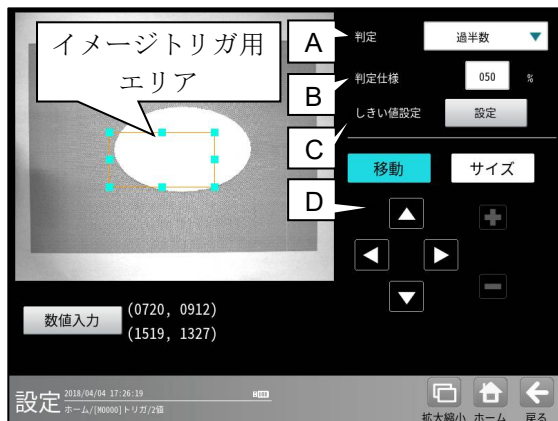 イメージトリガ用
エリア
A
判定
過半数
B
判定仕様
050
%
C
しきい値設定
設定
移動
サイズ
D
数値入力
(0720, 0912)
(1519, 1327)
設定
2018/04/04 17:26:19
ホーム/[M0000]トリガ/2値
拡大縮小
ホーム
戻る